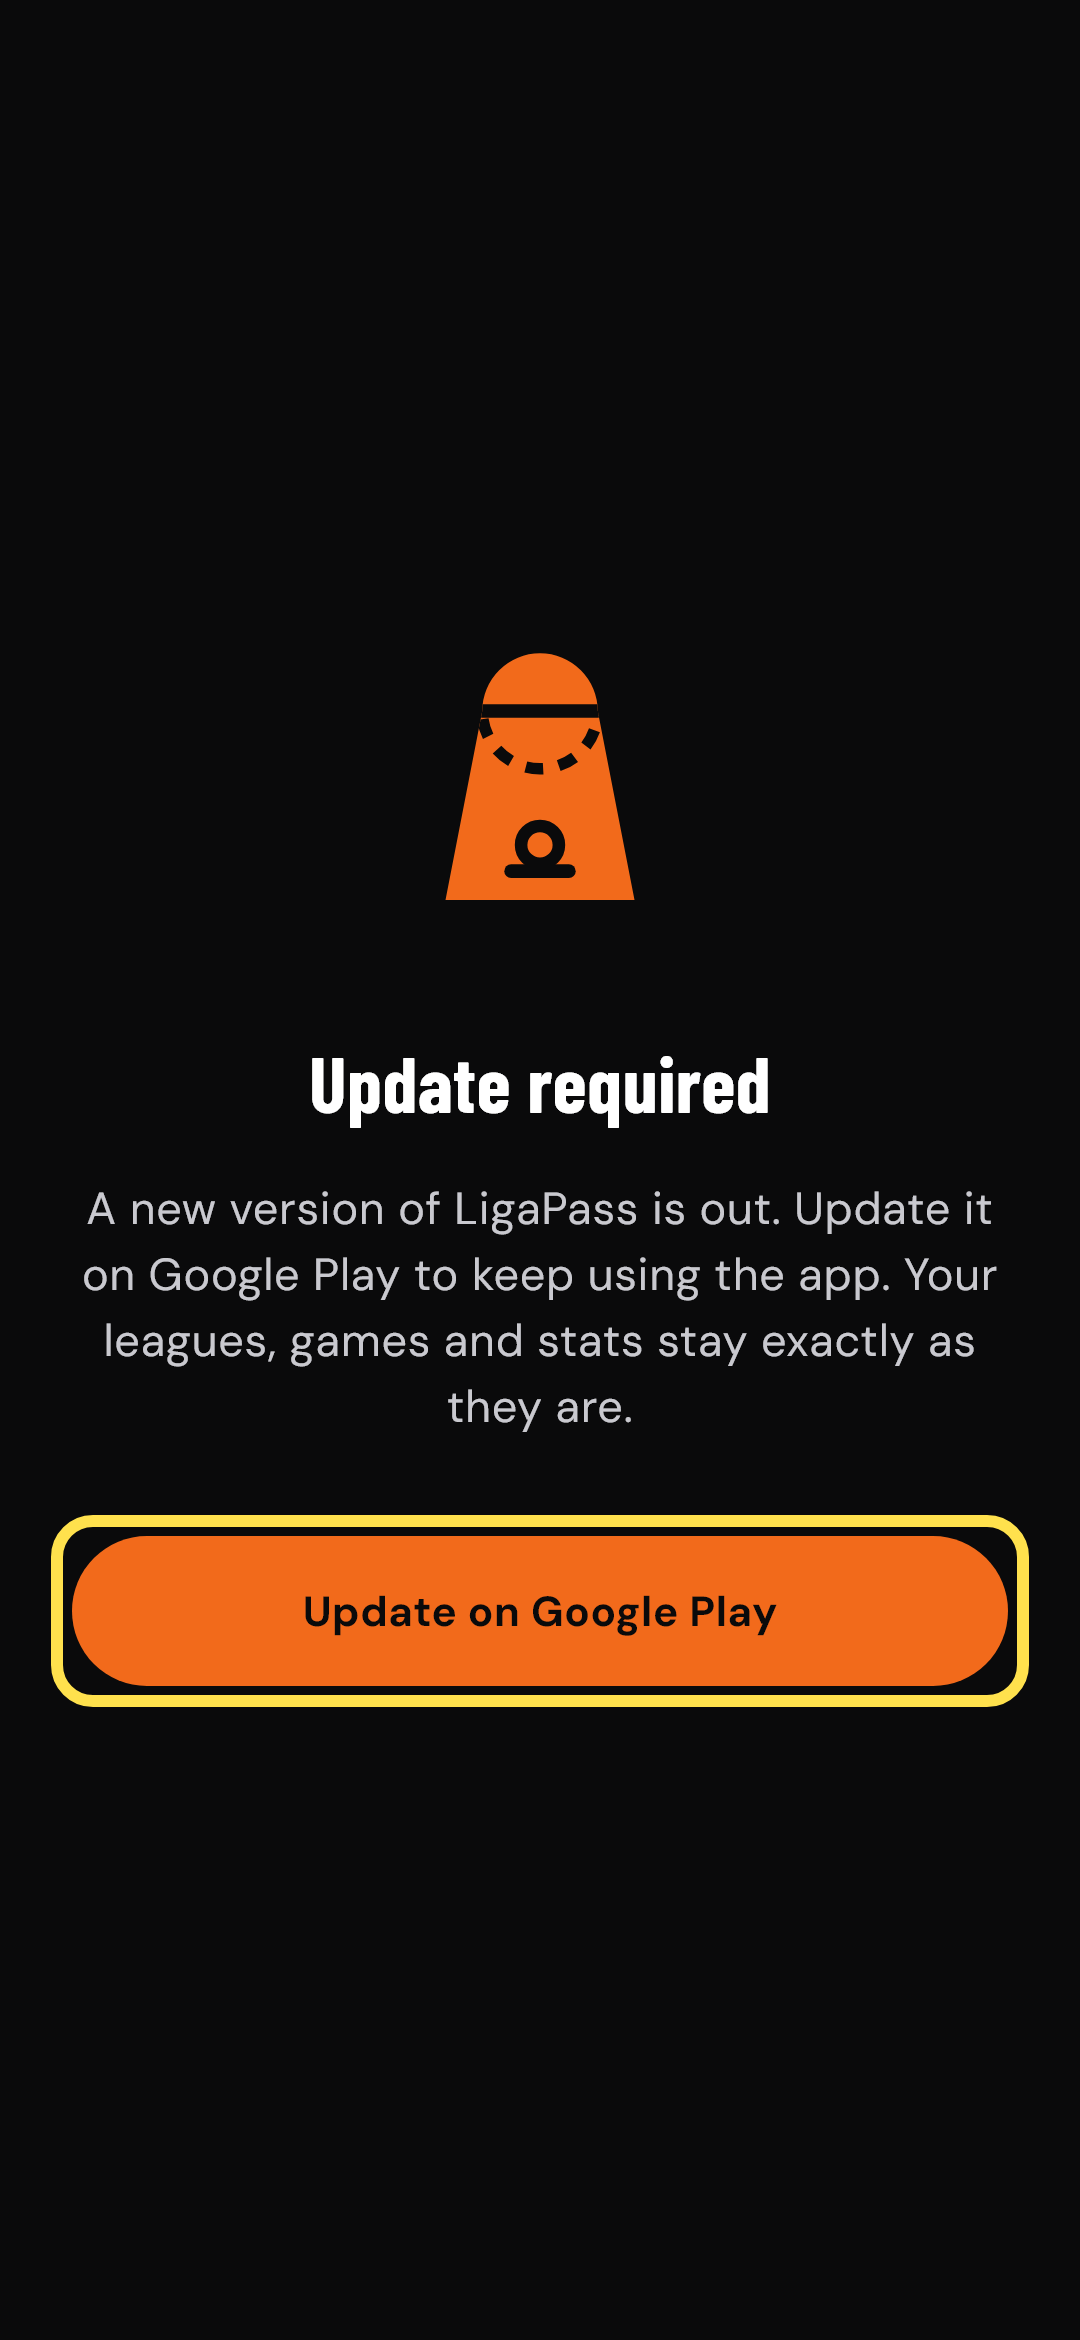 Update required
A new version of LigaPass is out. Update it
on Google Play to keep using the app. Your
leagues, games and stats stay exactly as
they are.
Update on Google Play